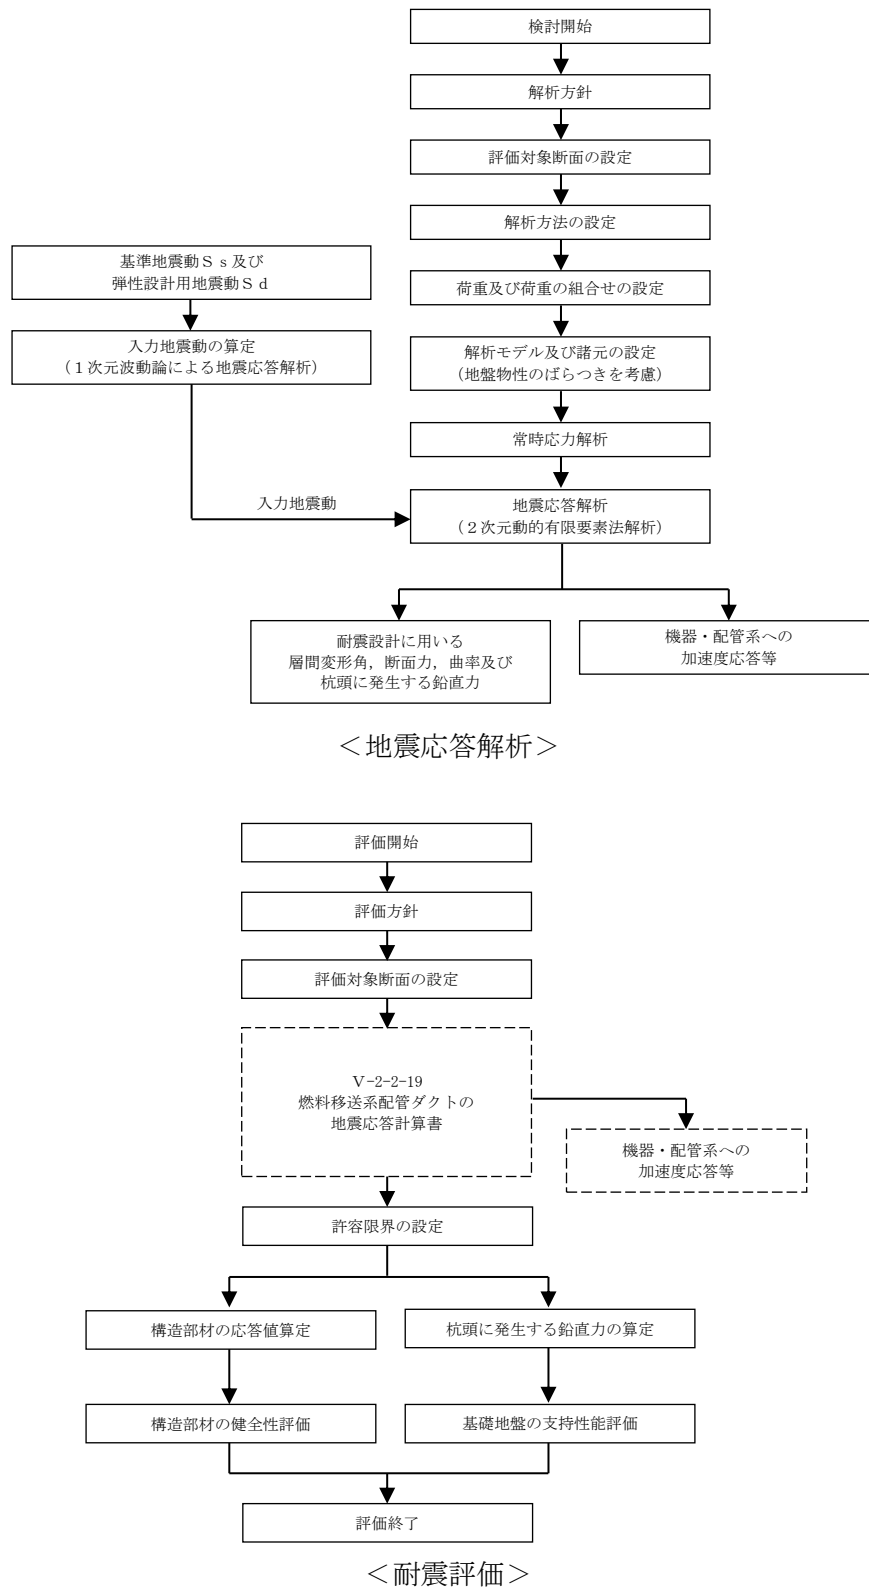 検討開始
解析方針
評価対象断面の設定
解析方法の設定
基準地震動Ｓｓ及び
弾性設計用地震動Ｓｄ
荷重及び荷重の組合せの設定
入力地震動の算定
（１次元波動論による地震応答解析）
解析モデル及び諸元の設定
（地盤物性のばらつきを考慮）
常時応力解析
入力地震動
地震応答解析
（２次元動的有限要素法解析）
耐震設計に用いる
層間変形角，断面力，曲率及び
杭頭に発生する鉛直力
機器・配管系への
加速度応答等
＜地震応答解析＞
評価開始
評価方針
評価対象断面の設定
Ⅴ-2-2-19
燃料移送系配管ダクトの
地震応答計算書
機器・配管系への
加速度応答等
許容限界の設定
構造部材の応答値算定
杭頭に発生する鉛直力の算定
構造部材の健全性評価
基礎地盤の支持性能評価
評価終了
＜耐震評価＞